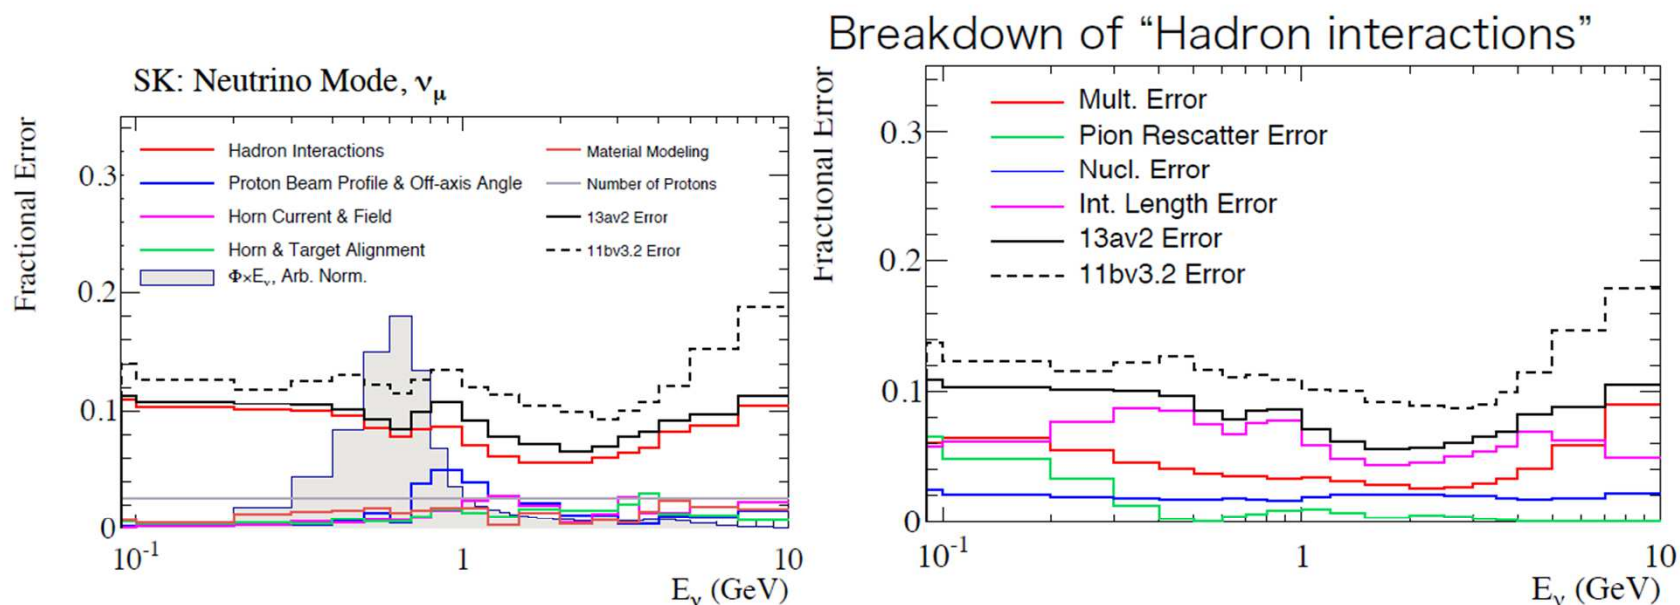 Breakdown of “Hadron interactions”
SK: Neutrino Mode, νμ
Fractional Error
0.3
0.2
0.1
0
Hadron Interactions
Proton Beam Profile & Off-axis Angle
Horn Current & Field
Horn & Target Alignment
Φ×Eν, Arb. Norm.
Material Modeling
Number of Protons
13av2 Error
11bv3.2 Error
10-1
1
10
Eν (GeV)
Fractional Error
0.3
0.2
0.1
0
Mult. Error
Pion Rescatter Error
Nucl. Error
Int. Length Error
13av2 Error
11bv3.2 Error
10-1
1
10
Eν (GeV)